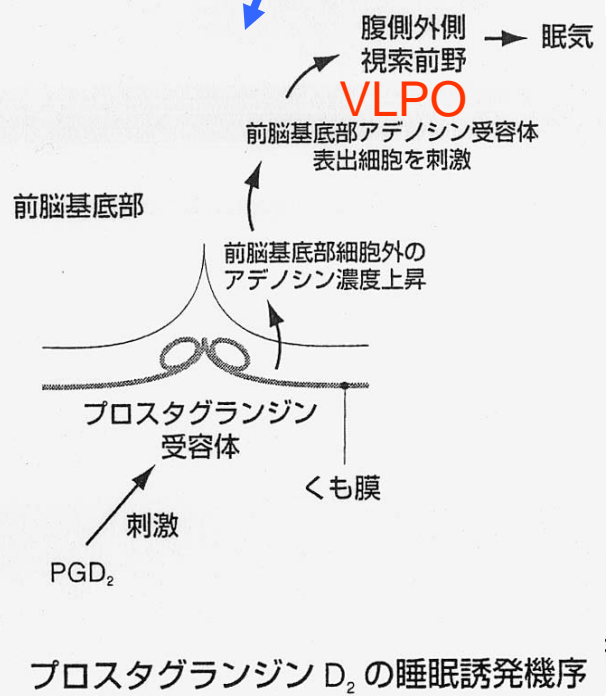 腹側外側
視索前野
眠気
VLPO
前脳基底部アデノシン受容体
表出細胞を刺激
前脳基底部
前脳基底部細胞外の
アデノシン濃度上昇
プロスタグランジン
受容体
くも膜
刺激
PGD₂
プロスタグランジン D₂ の睡眠誘発機序